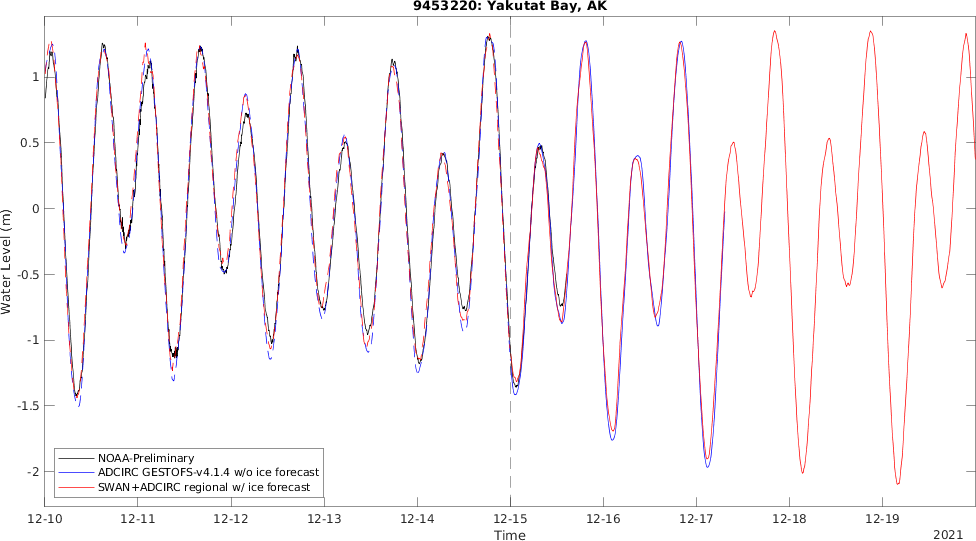 9453220: Yakutat Bay, AK
Water Level (m)
1
0.5
0
-0.5
-1
-1.5
-2
NOAA-Preliminary
ADCIRC GESTOFS-v4.1.4 w/o ice forecast
SWAN+ADCIRC regional w/ ice forecast
12-10 12-11 12-12 12-13 12-14 12-15 12-16 12-17 12-18 12-19
Time
2021